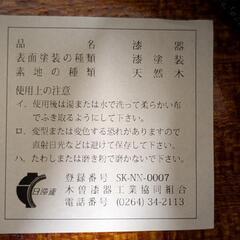 品名 漆器
表面塗装の種類 漆塗装
素地の種類 天然木
使用上の注意
イ、使用後は湯または水で洗って柔らかい布
でふき取るようにして下さい。
ロ、変型または変色する恐れがありますので
直射日光などは避けて保存して下さい。
ハ、たわしまたは磨き粉で磨かないで下さい。
登録番号 SK-NN-0007
木曽漆器工業協同組合
電話番号 (0264) 34-2113
日漆連